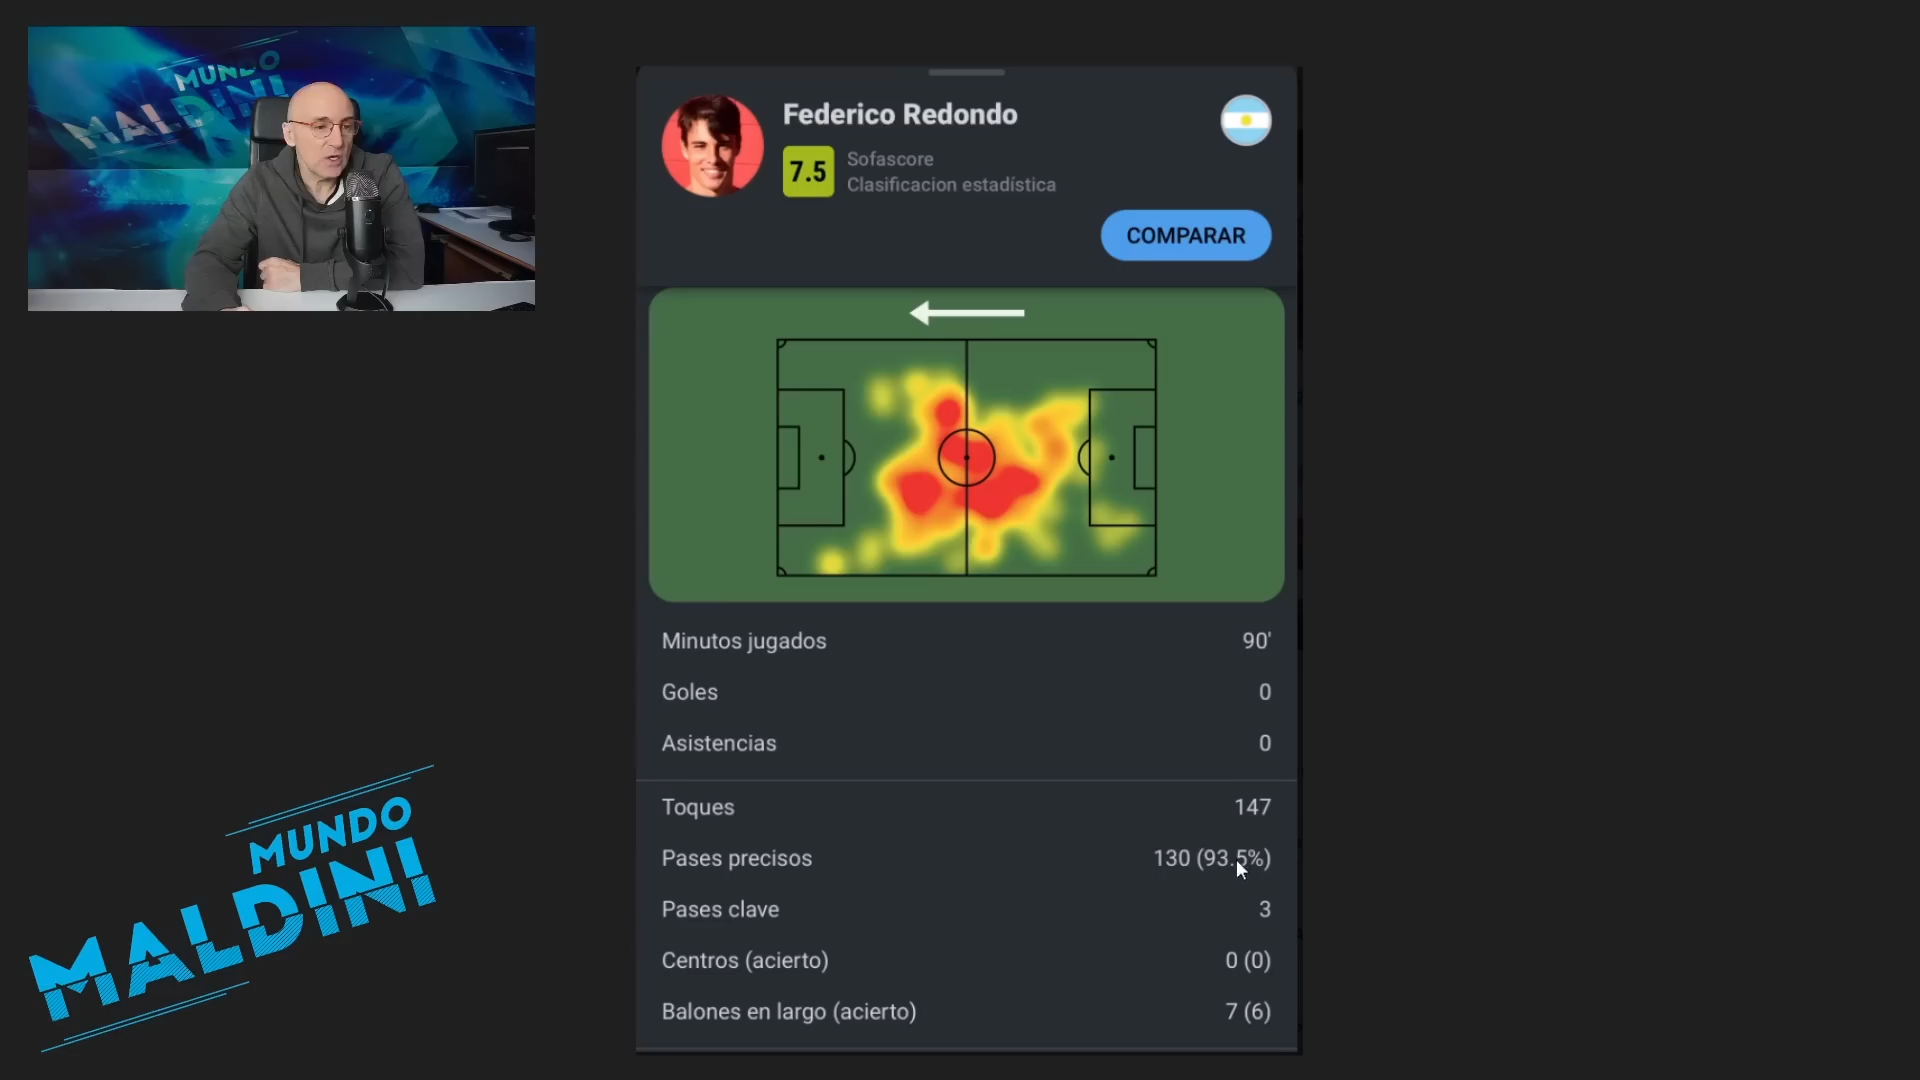 MUNDO
MALDINI
Federico Redondo
7.5
Sofascore
Clasificacion estadística
COMPARAR
Minutos jugados 90'
Goles 0
Asistencias 0
Toques 147
Pases precisos 130 (93.5%)
Pases clave 3
Centros (acierto) 0 (0)
Balones en largo (acierto) 7 (6)
MUNDO
MALDINI